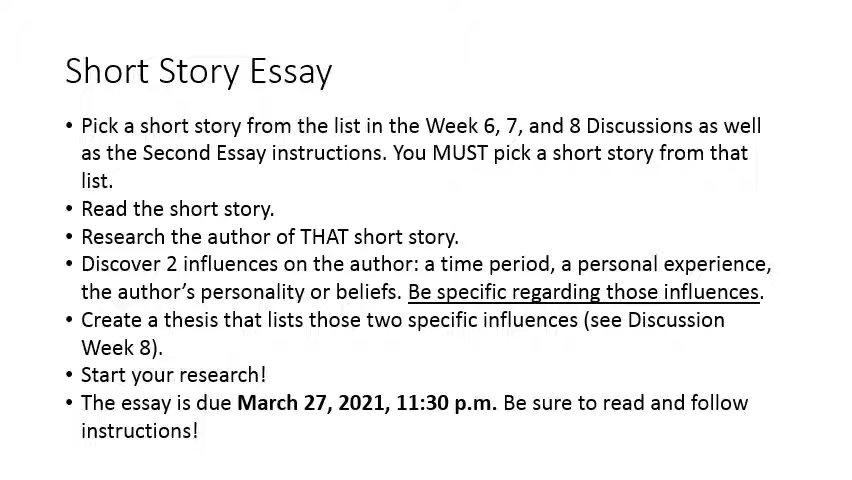 Short Story Essay
• Pick a short story from the list in the Week 6, 7, and 8 Discussions as well
as the Second Essay instructions. You MUST pick a short story from that
list.
• Read the short story.
• Research the author of THAT short story.
• Discover 2 influences on the author: a time period, a personal experience,
the author's personality or beliefs. Be specific regarding those influences.
• Create a thesis that lists those two specific influences (see Discussion
Week 8).
• Start your research!
• The essay is due March 27, 2021, 11:30 p.m. Be sure to read and follow
instructions!